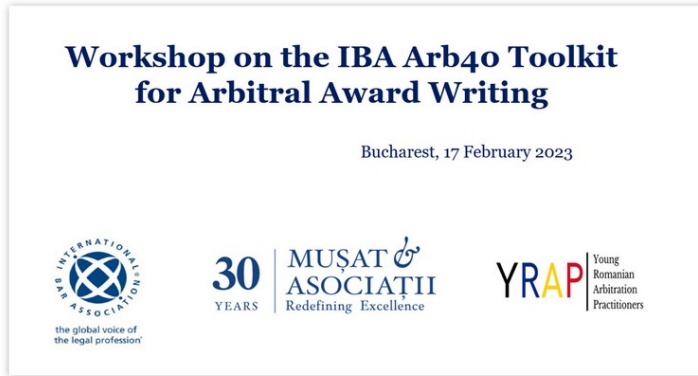 Workshop on the IBA Arb40 Toolkit
for Arbitral Award Writing
Bucharest, 17 February 2023
INTERNATIONAL BAR ASSOCIATION
the global voice of
the legal profession®
30
YEARS
MUȘAT &
ASOCIAȚII
Redefining Excellence
YRAP
Young
Romanian
Arbitration
Practitioners